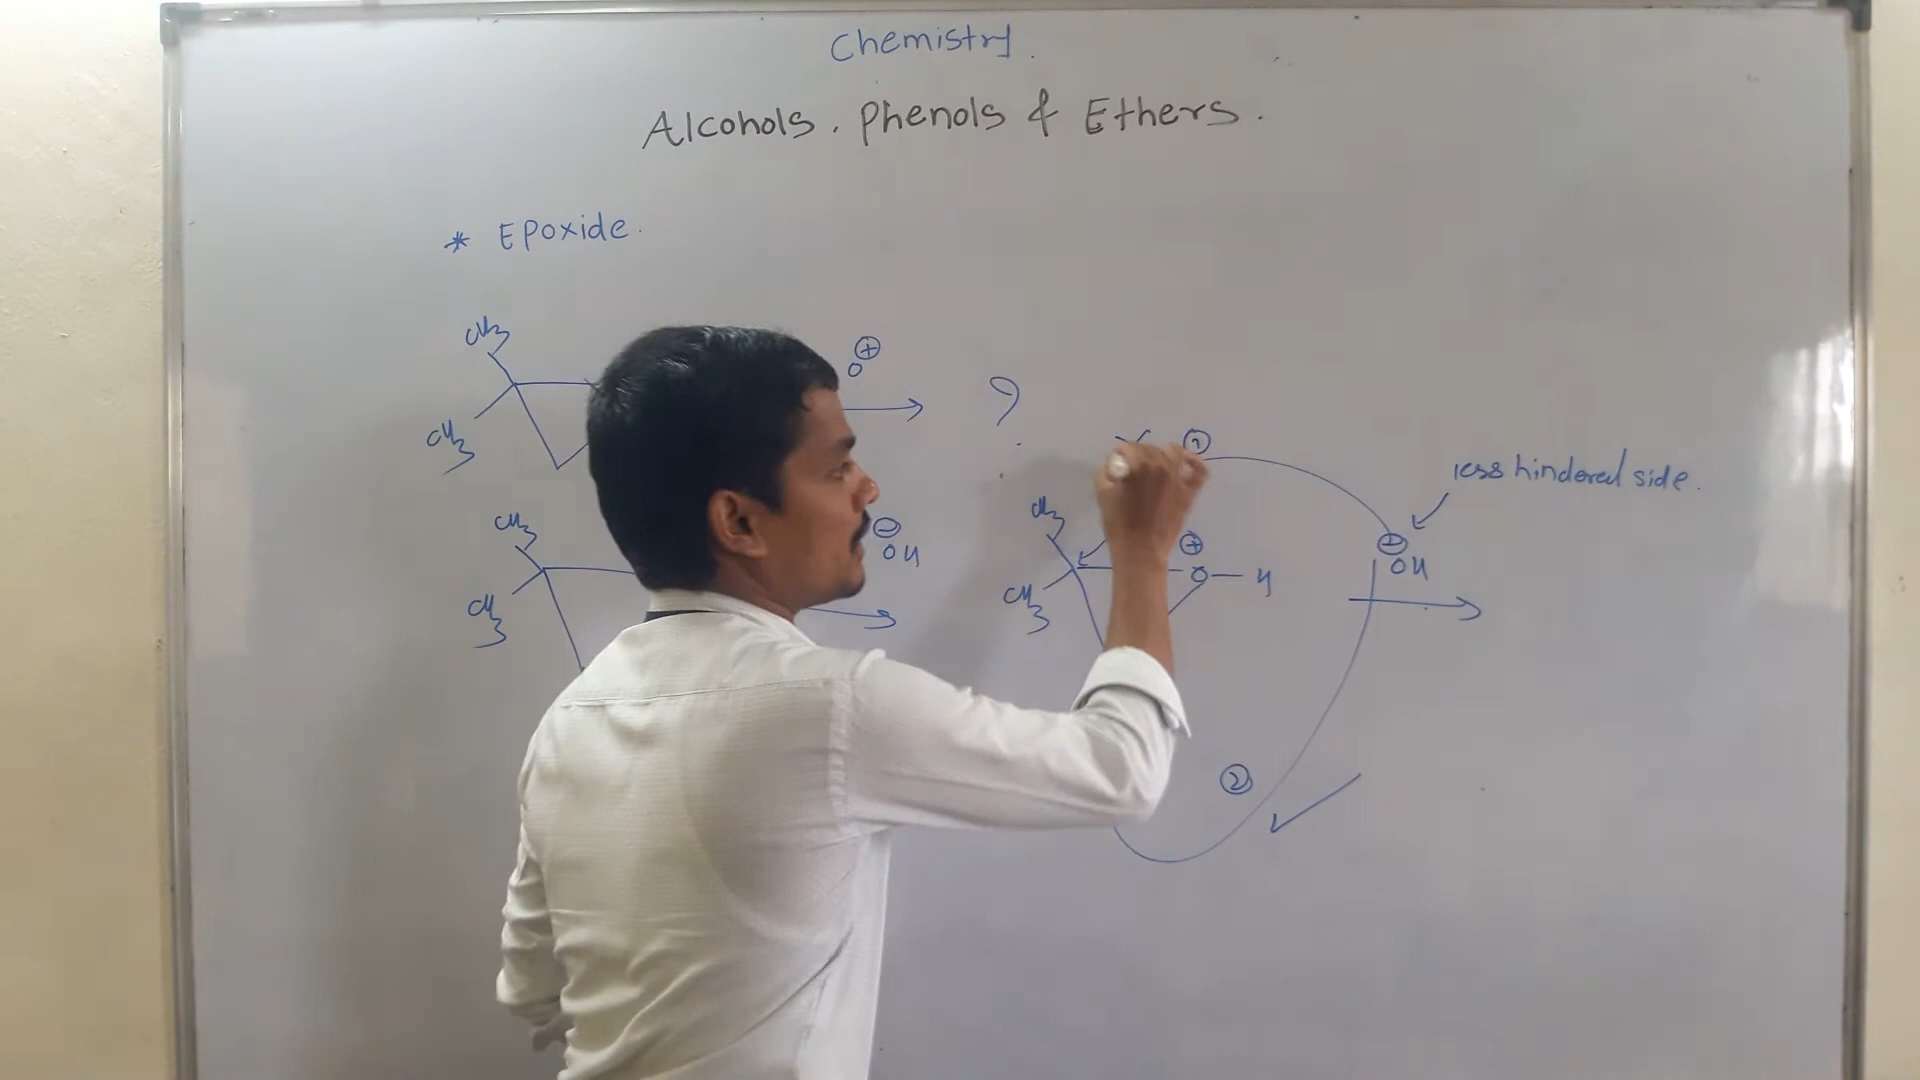 Chemistry.
Alcohols, Phenols & Ethers.
* Epoxide.
CH3
⊕
O
?
CH3
①
less hindered side.
CH3
⊖
OH
CH3
⊕
O — H
⊖
OH
CH3
CH3
②